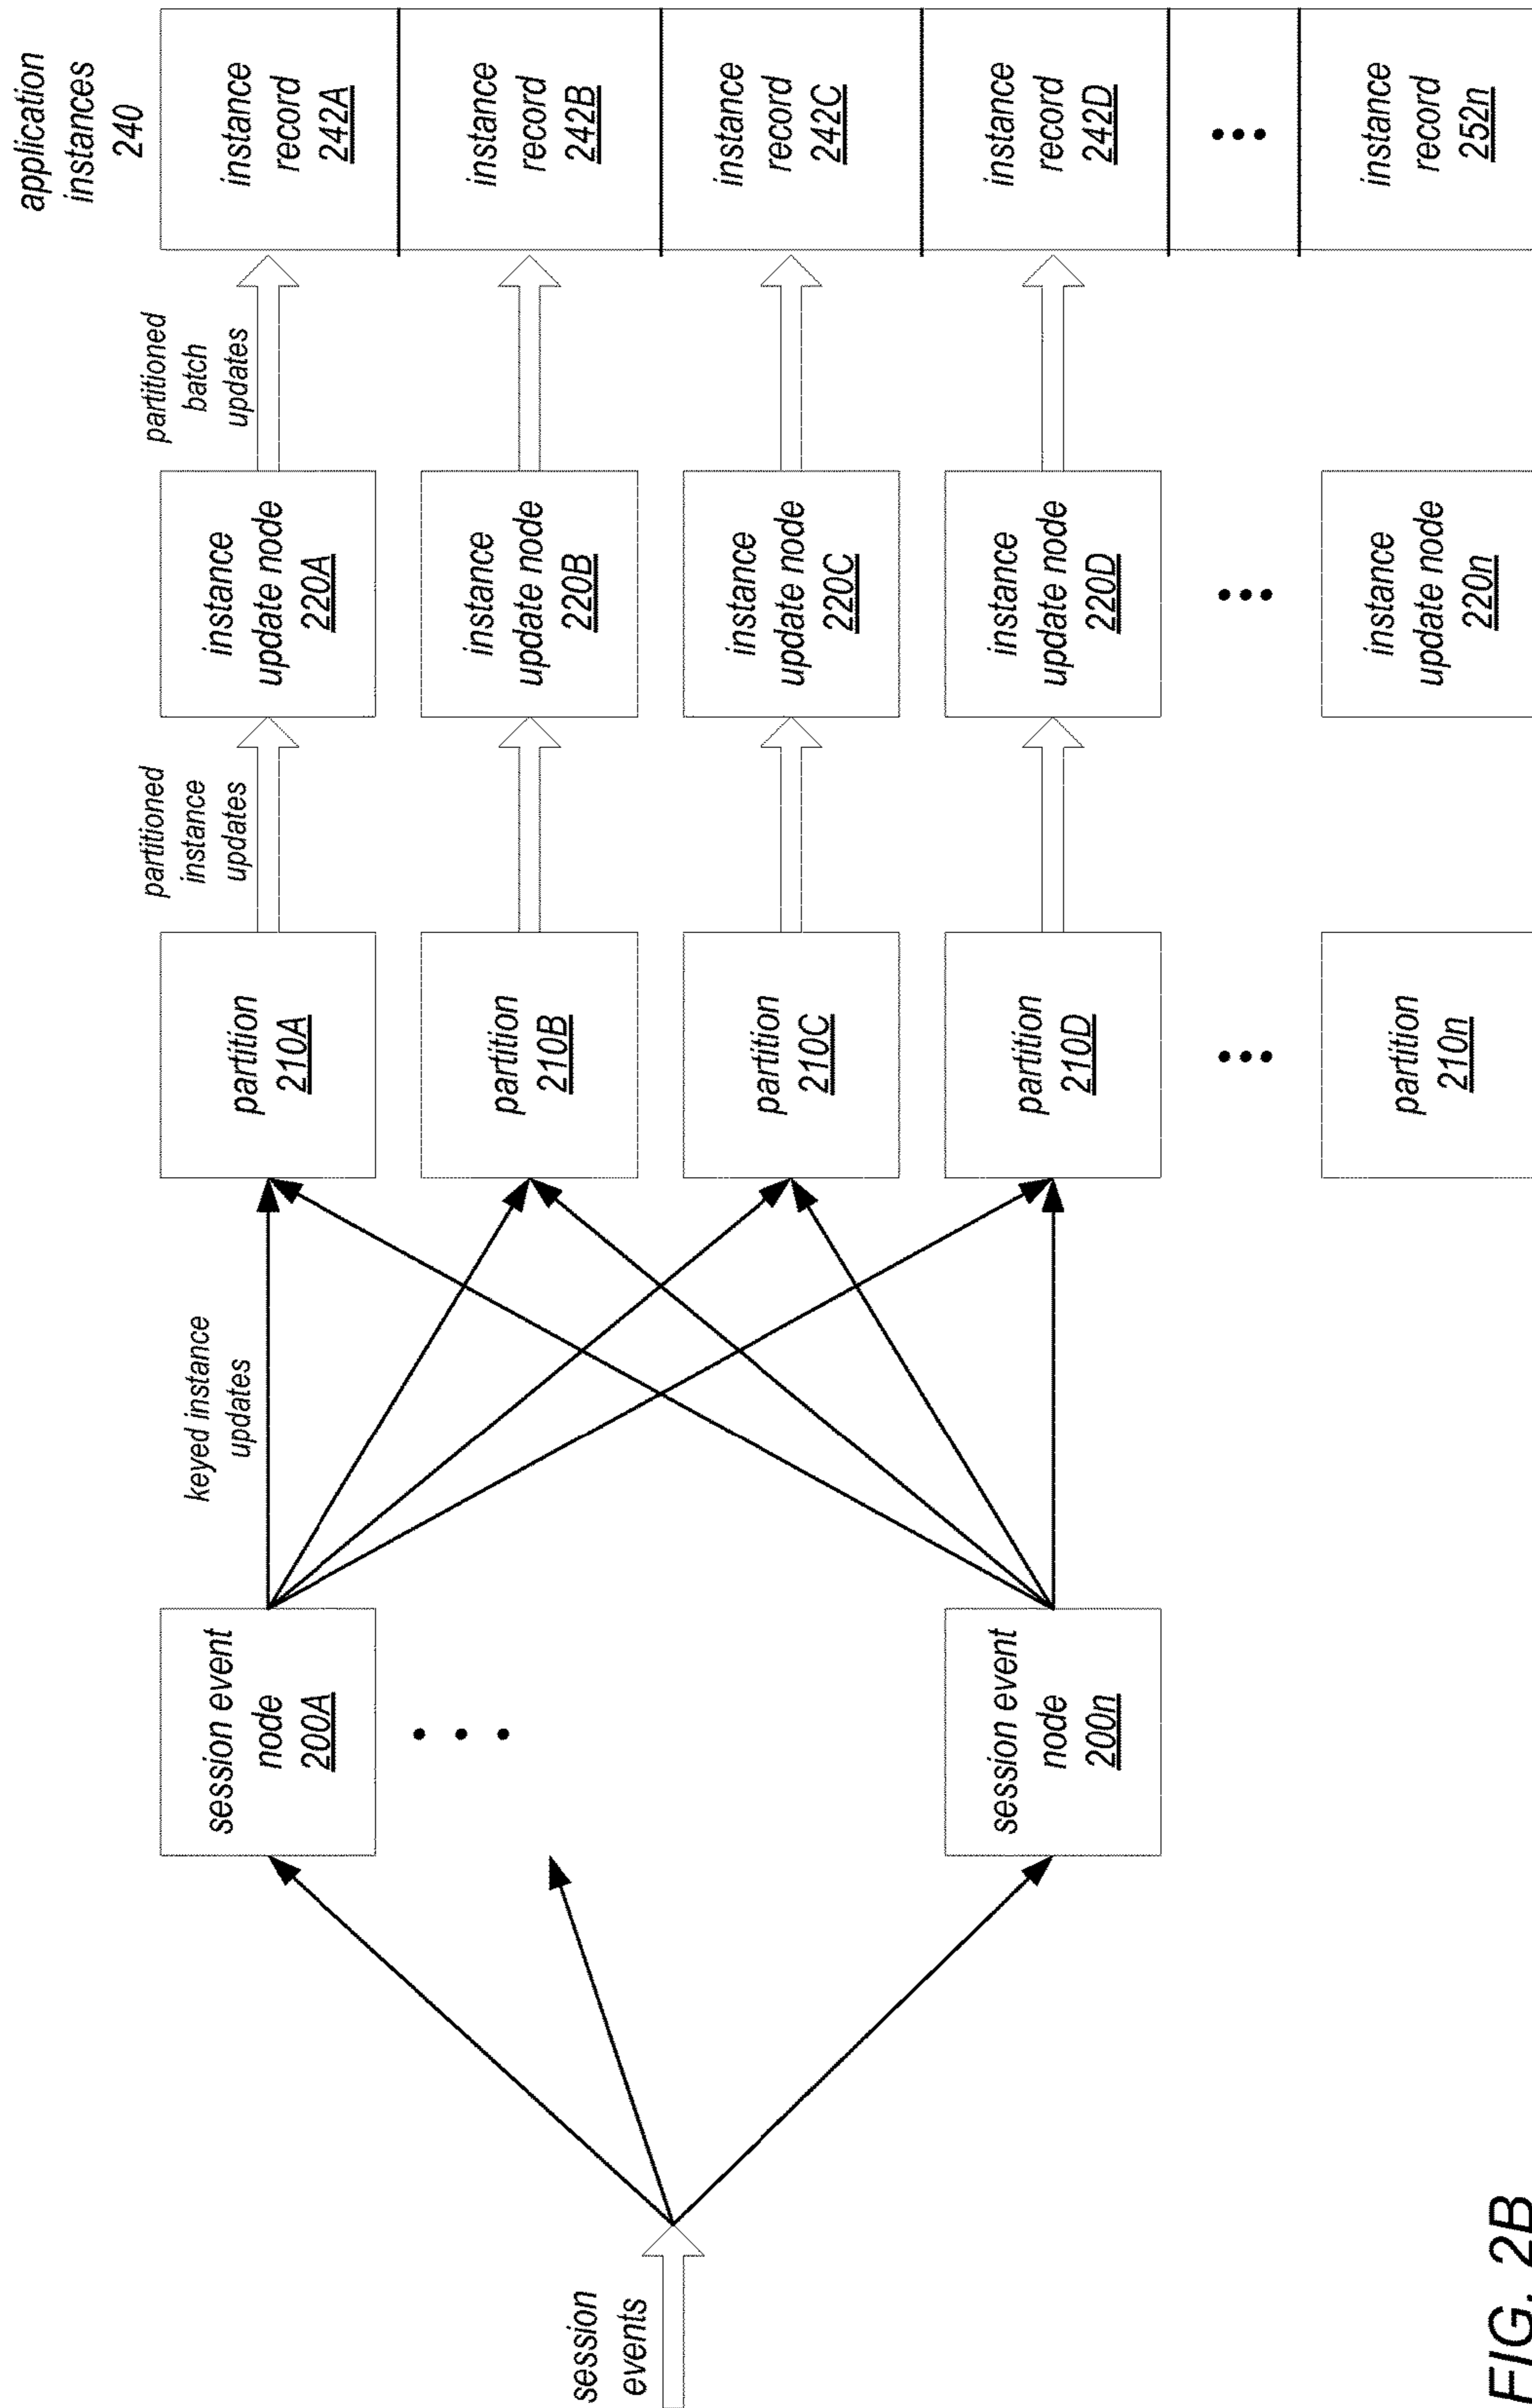 application
instances
240
session
events
session event
node
200A
session event
node
200n
keyed instance
updates
partition
210A
partition
210B
partition
210C
partition
210D
partition
210n
partitioned
instance
updates
instance
update node
220A
instance
update node
220B
instance
update node
220C
instance
update node
220D
instance
update node
220n
partitioned
batch
updates
instance
record
242A
instance
record
242B
instance
record
242C
instance
record
242D
instance
record
252n
FIG. 2B